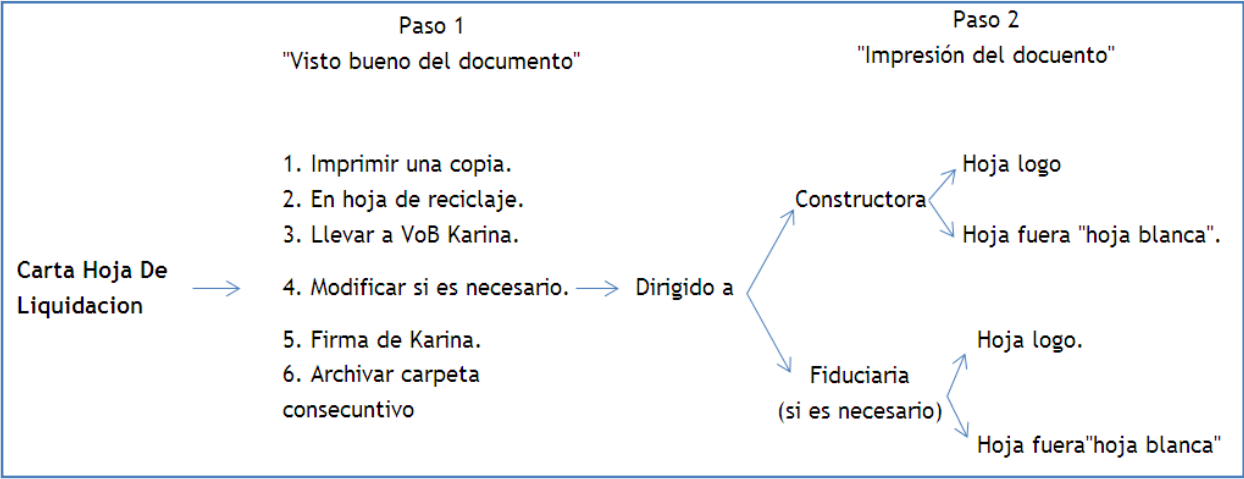 Paso 1
"Visto bueno del documento"
Paso 2
"Impresión del docuento"
Carta Hoja De
Liquidacion
1. Imprimir una copia.
2. En hoja de reciclaje.
3. Llevar a VoB Karina.
4. Modificar si es necesario.
5. Firma de Karina.
6. Archivar carpeta
consecuntivo
Dirigido a
Constructora
Hoja logo
Hoja fuera "hoja blanca".
Fiduciaria
(si es necesario)
Hoja logo.
Hoja fuera"hoja blanca"